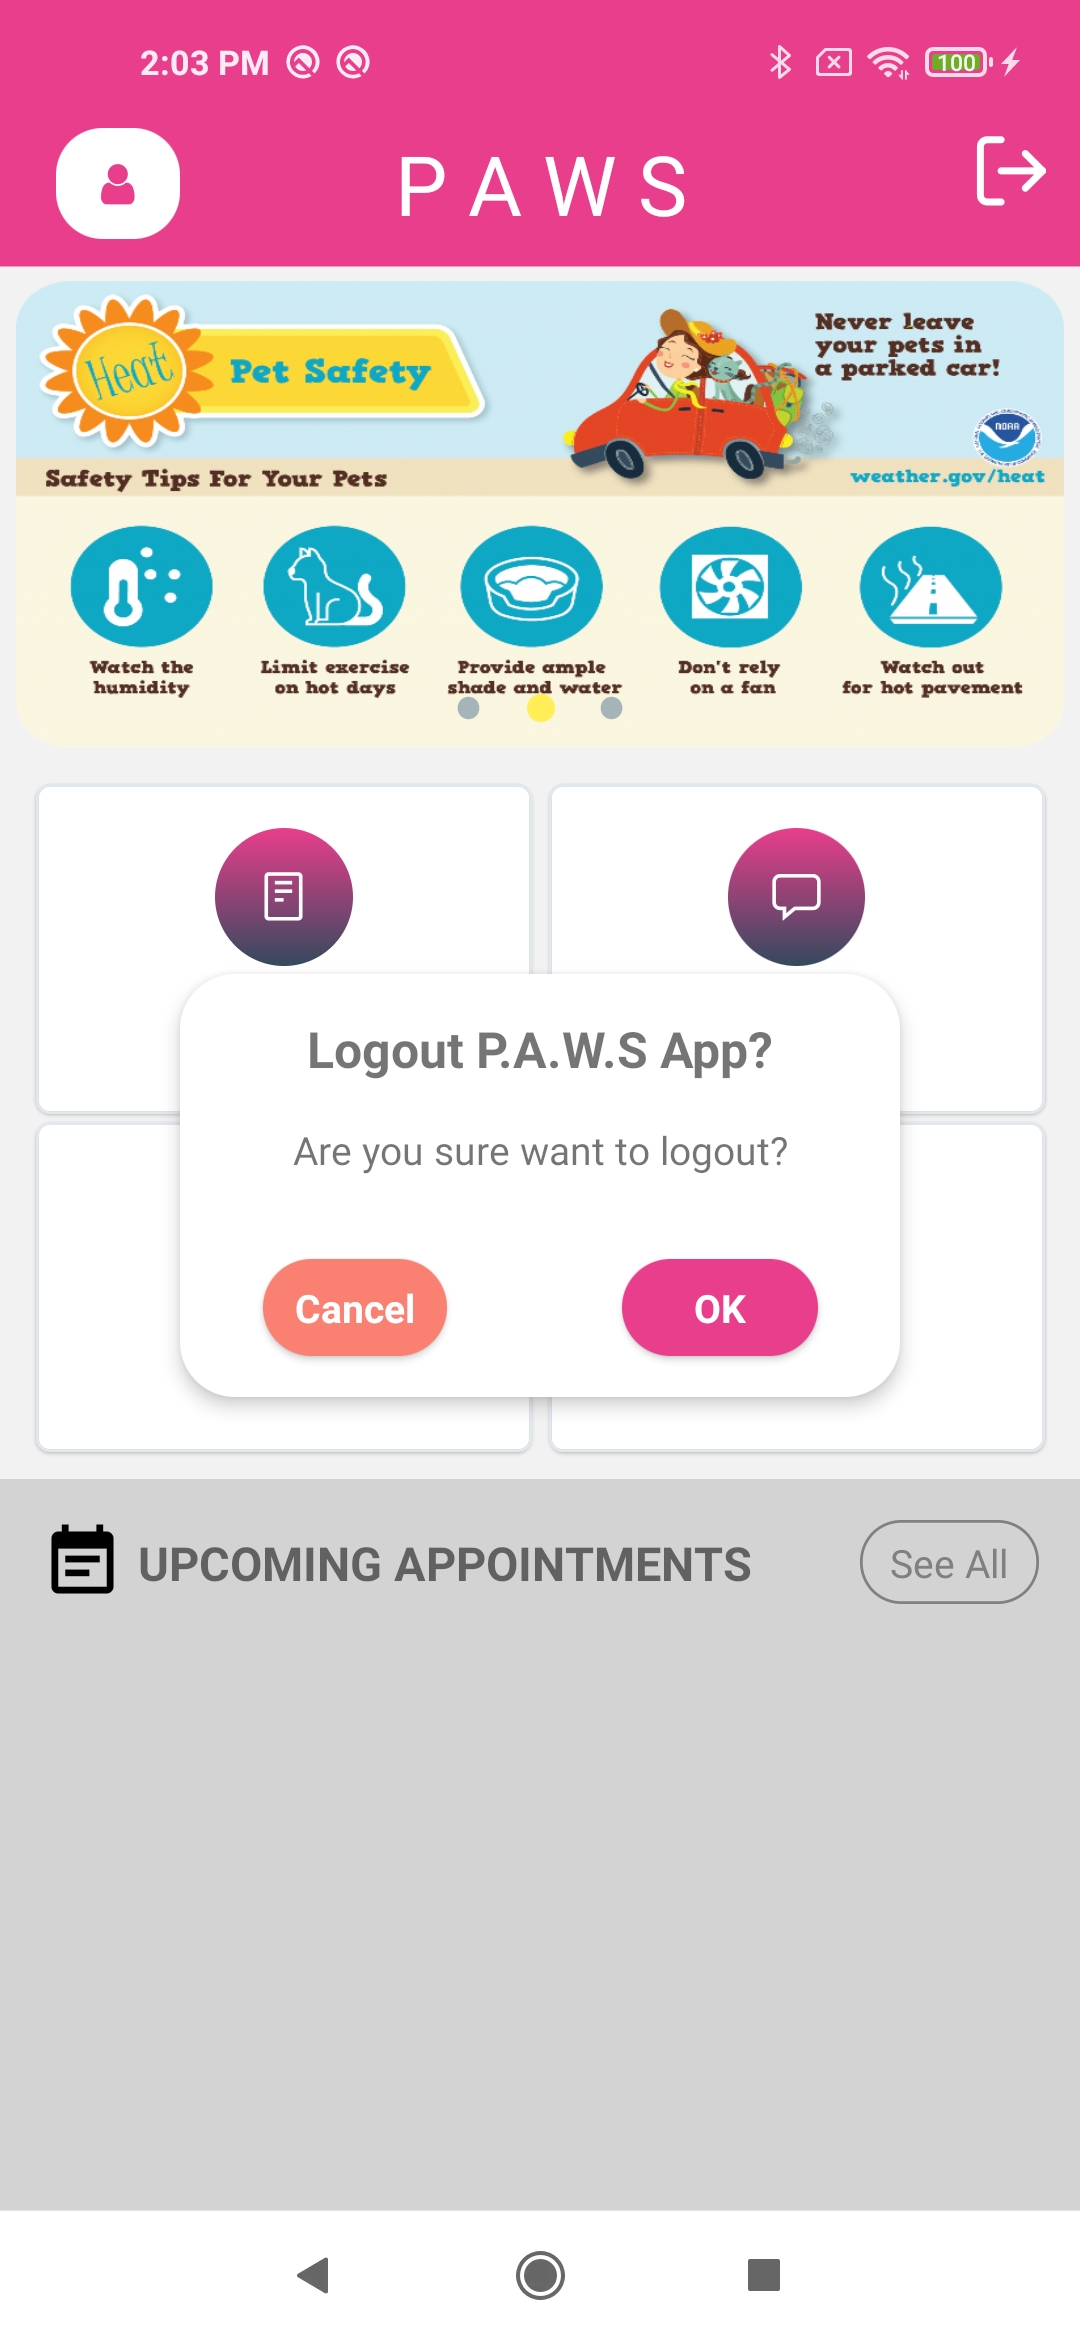 2:03 PM
100
PAWS
Heat
Pet Safety
Never leave
your pets in
a parked car!
NOAA
Safety Tips For Your Pets
weather.gov/heat
Watch the
humidity
Limit exercise
on hot days
Provide ample
shade and water
Don't rely
on a fan
Watch out
for hot pavement
Logout P.A.W.S App?
Are you sure want to logout?
Cancel
OK
UPCOMING APPOINTMENTS
See All